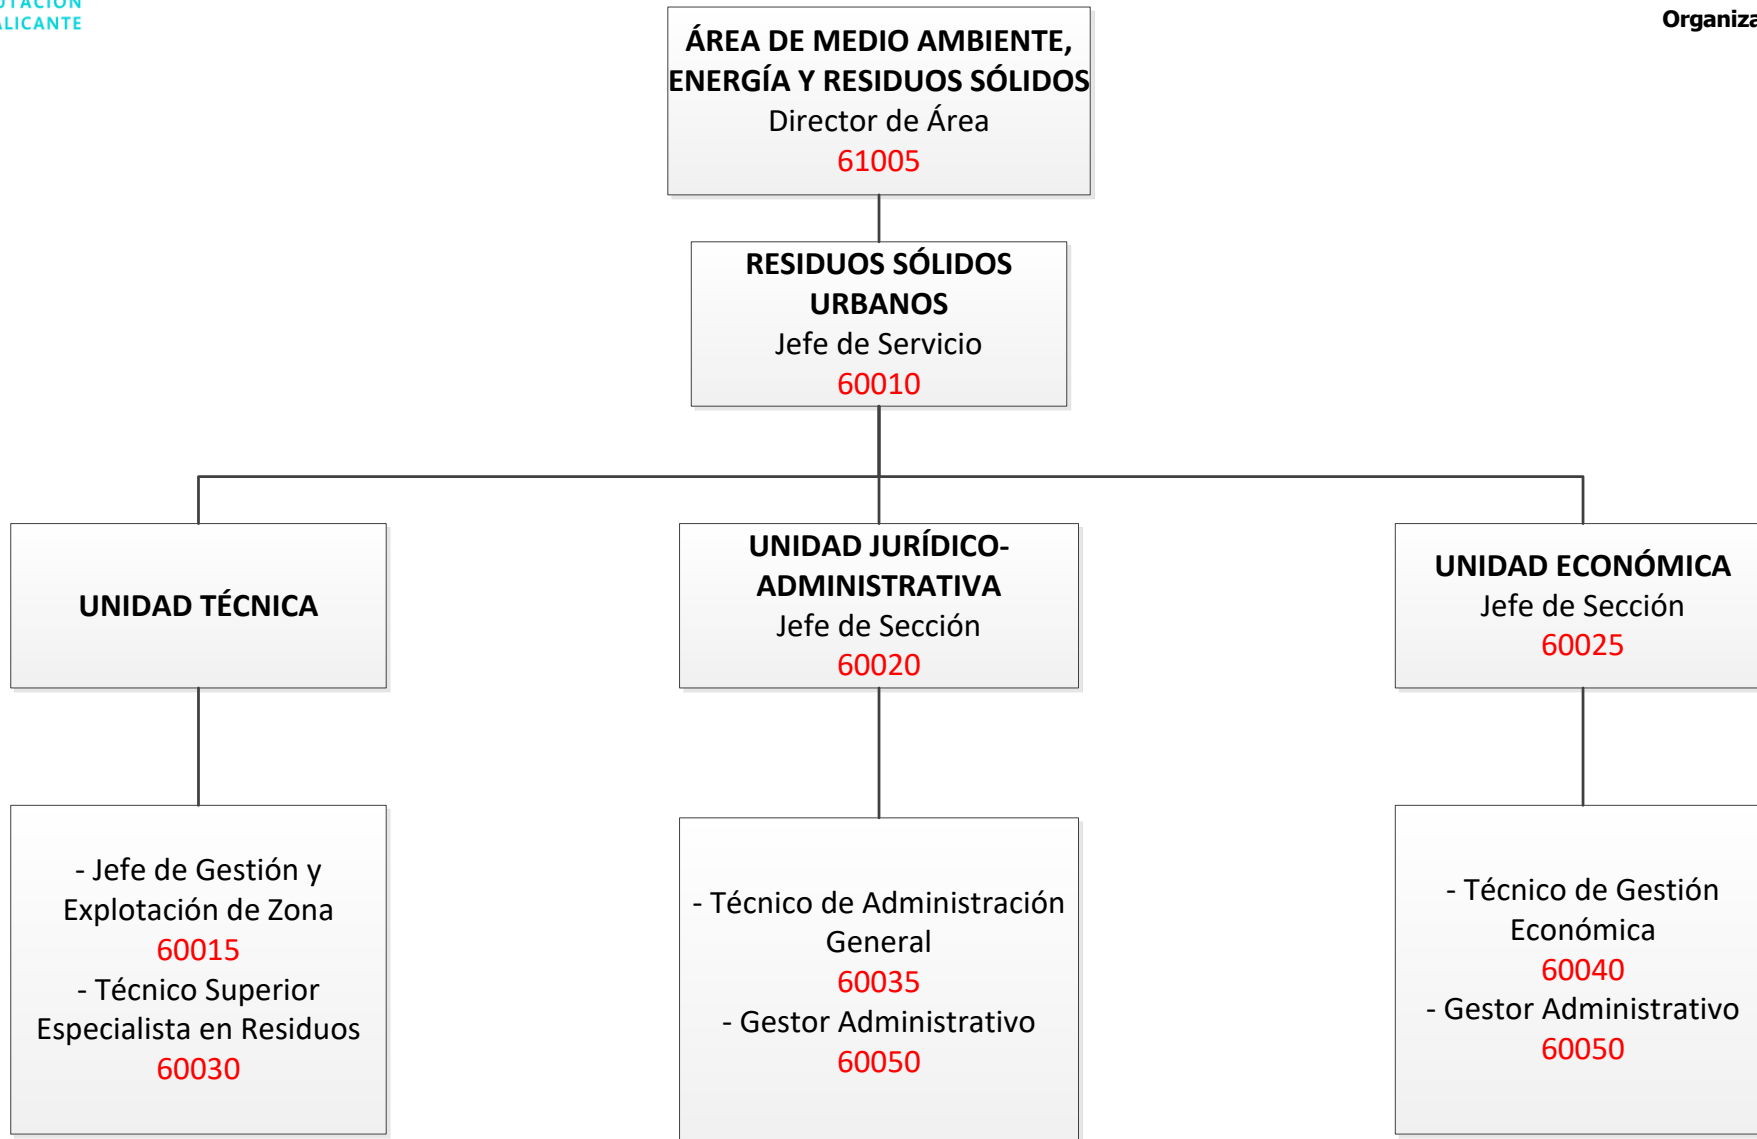 ALICANTE
ÁREA DE MEDIO AMBIENTE,
ENERGÍA Y RESIDUOS SÓLIDOS
Director de Área
61005
RESIDUOS SÓLIDOS
URBANOS
Jefe de Servicio
60010
UNIDAD TÉCNICA
UNIDAD JURÍDICO-
ADMINISTRATIVA
Jefe de Sección
60020
UNIDAD ECONÓMICA
Jefe de Sección
60025
- Jefe de Gestión y
Explotación de Zona
60015
- Técnico Superior
Especialista en Residuos
60030
- Técnico de Administración
General
60035
- Gestor Administrativo
60050
- Técnico de Gestión
Económica
60040
- Gestor Administrativo
60050